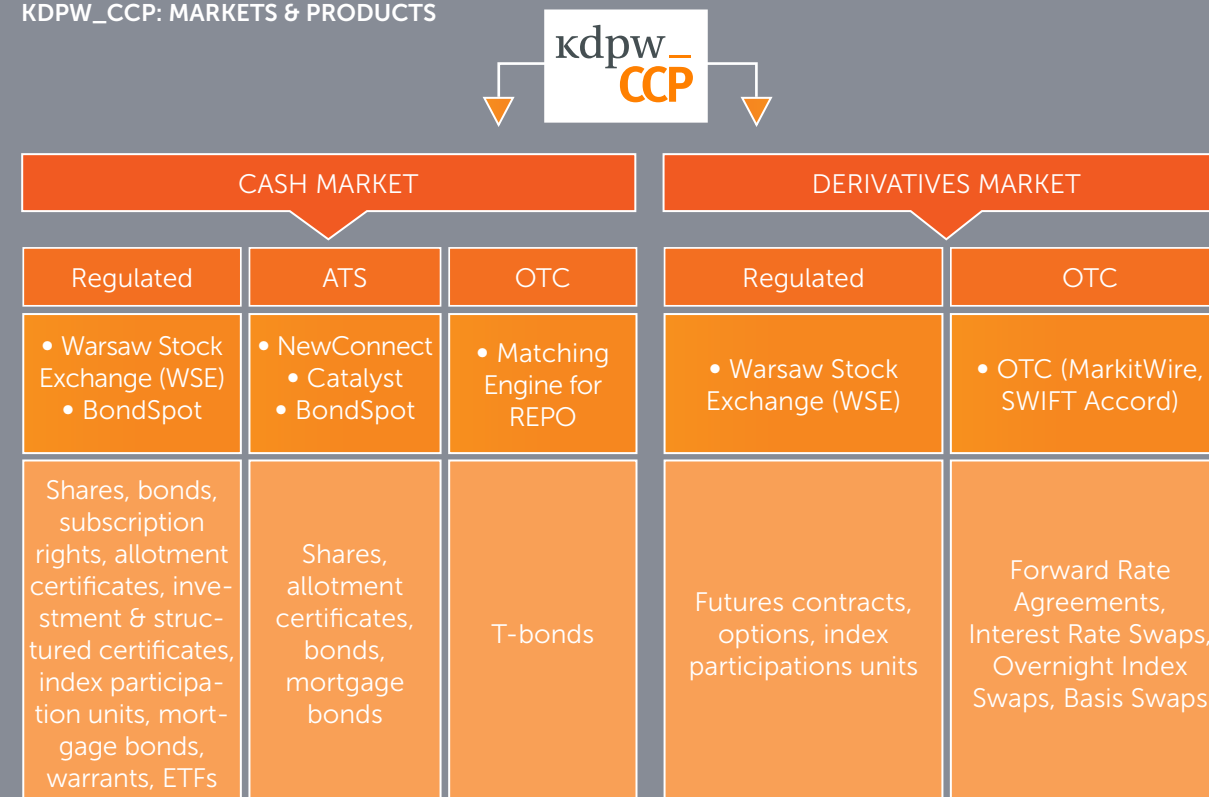 KDPW_CCP: MARKETS & PRODUCTS
кdpw_
CCP
CASH MARKET
DERIVATIVES MARKET
Regulated
ATS
OTC
Regulated
OTC
• Warsaw Stock
Exchange (WSE)
• BondSpot
• NewConnect
• Catalyst
• BondSpot
• Matching
Engine for
REPO
• Warsaw Stock
Exchange (WSE)
• OTC (MarkitWire,
SWIFT Accord)
Shares, bonds,
subscription
rights, allotment
certificates, inve-
stment & struc-
tured certificates,
index participa-
tion units, mort-
gage bonds,
warrants, ETFs
Shares,
allotment
certificates,
bonds,
mortgage
bonds
T-bonds
Futures contracts,
options, index
participations units
Forward Rate
Agreements,
Interest Rate Swaps,
Overnight Index
Swaps, Basis Swaps